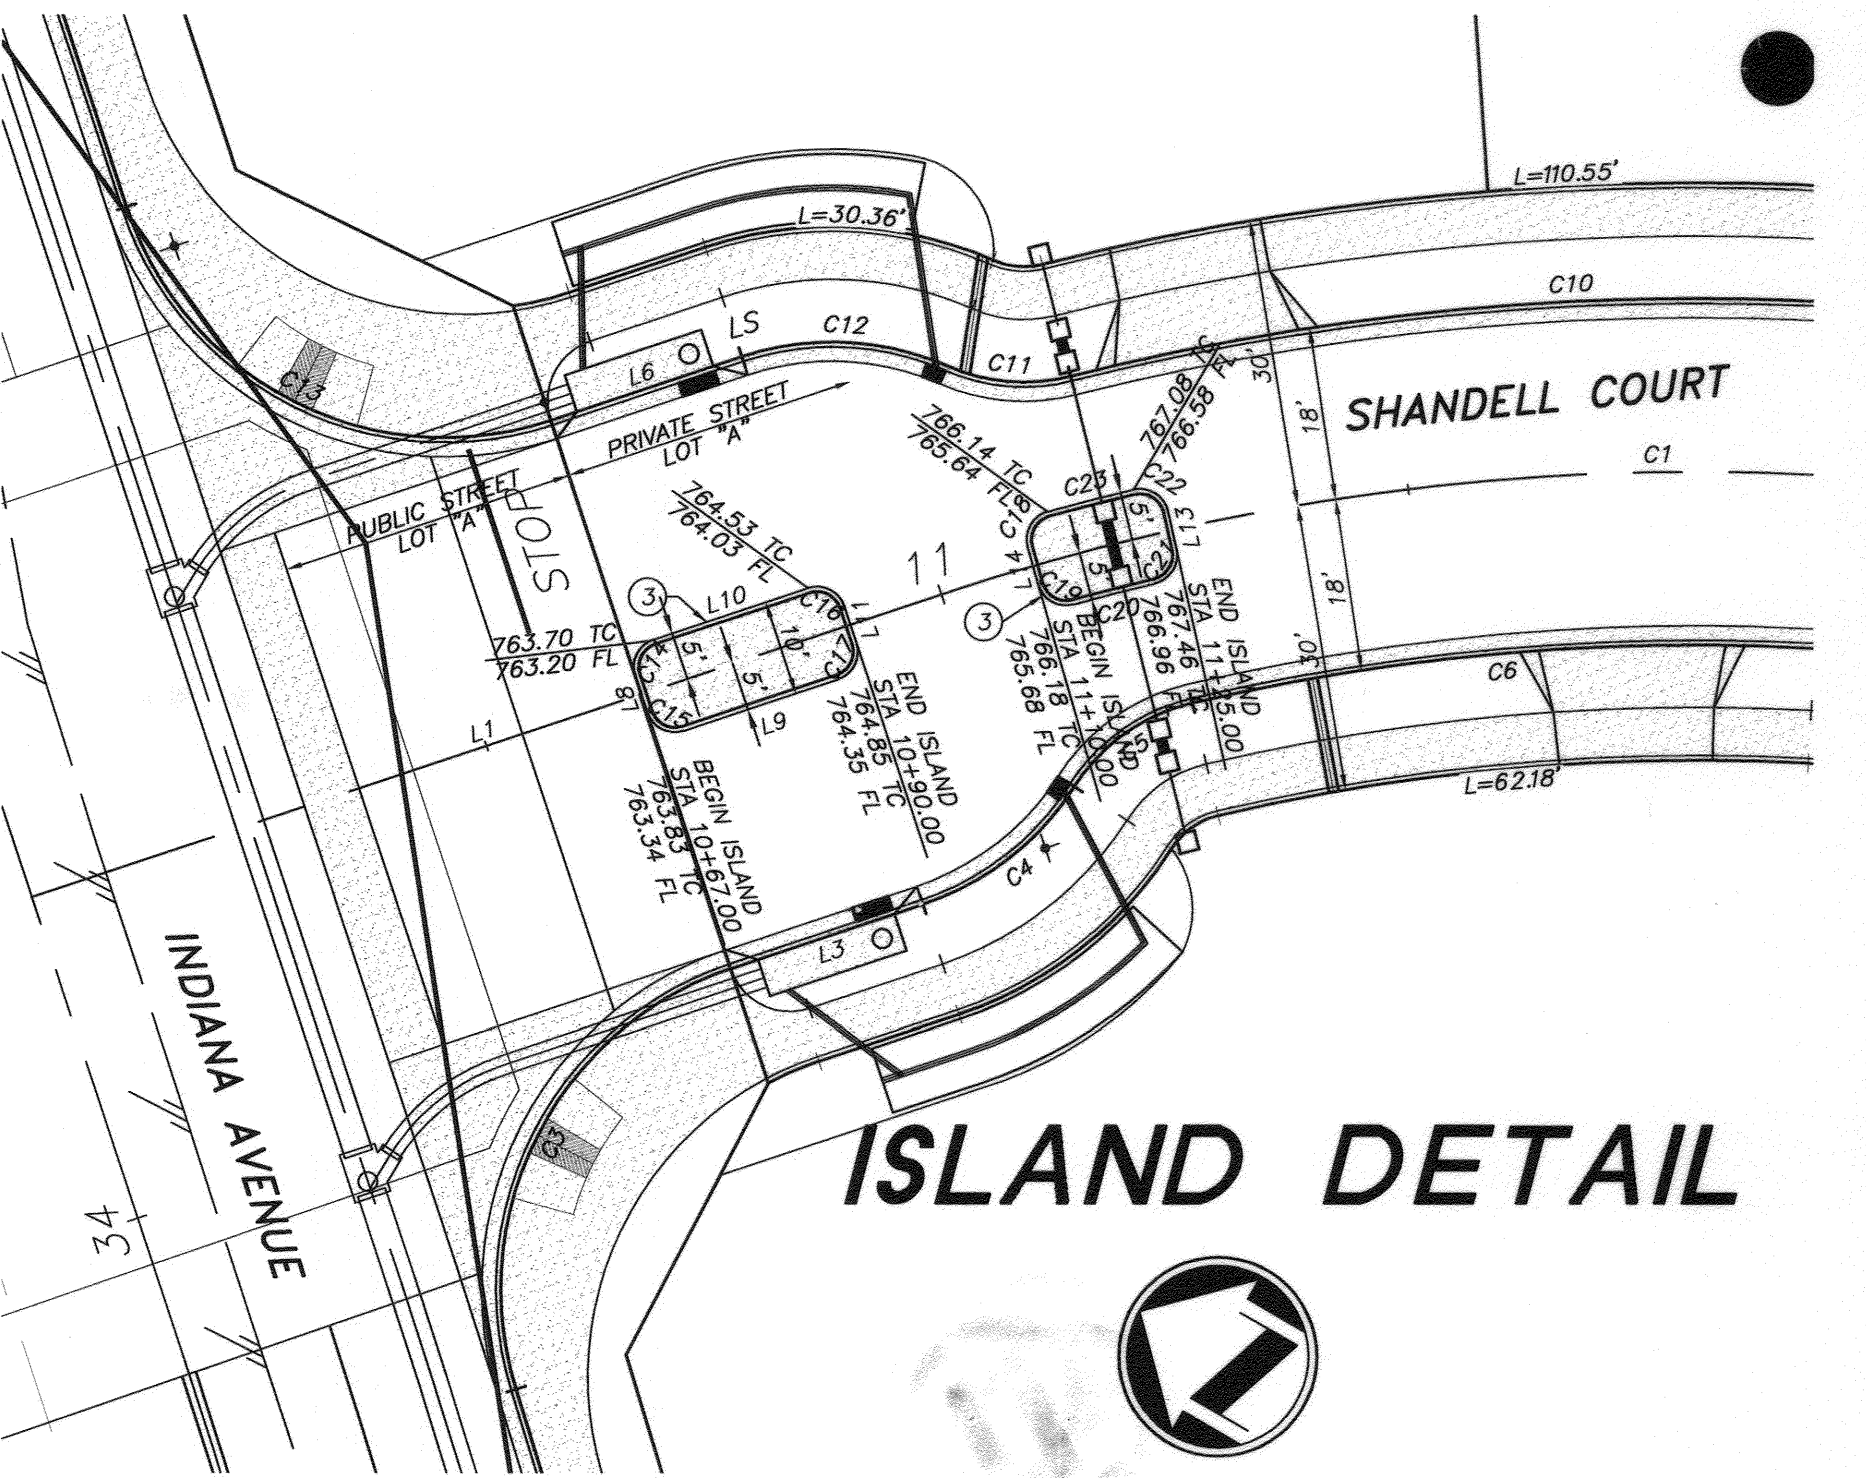 L=110.55'
L=30.36'
C10
LS
C12
C11
L6
30'
18'
SHANDELL COURT
C1
767.08 TC
766.58 FL
766.14 TC
765.64 FL
PRIVATE STREET
LOT "A"
C13
PUBLIC STREET
LOT "A"
STOP
764.53 TC
764.03 FL
C23
C22
C18
5'
L13
C21
11
L4
C19
5'
C20
3
3
L10
C16
L7
763.70 TC
763.20 FL
C14
5'
10'
5'
L8
C15
L9
L1
18'
30'
END ISLAND
STA 11+25.00
767.46 TC
766.96 FL
BEGIN ISLAND
STA 11+10.00
766.18 TC
765.68 FL
END ISLAND
STA 10+90.00
764.85 TC
764.35 FL
BEGIN ISLAND
STA 10+67.00
763.83 TC
763.34 FL
C6
L=62.18'
C4
L3
INDIANA AVENUE
C3
34
ISLAND DETAIL